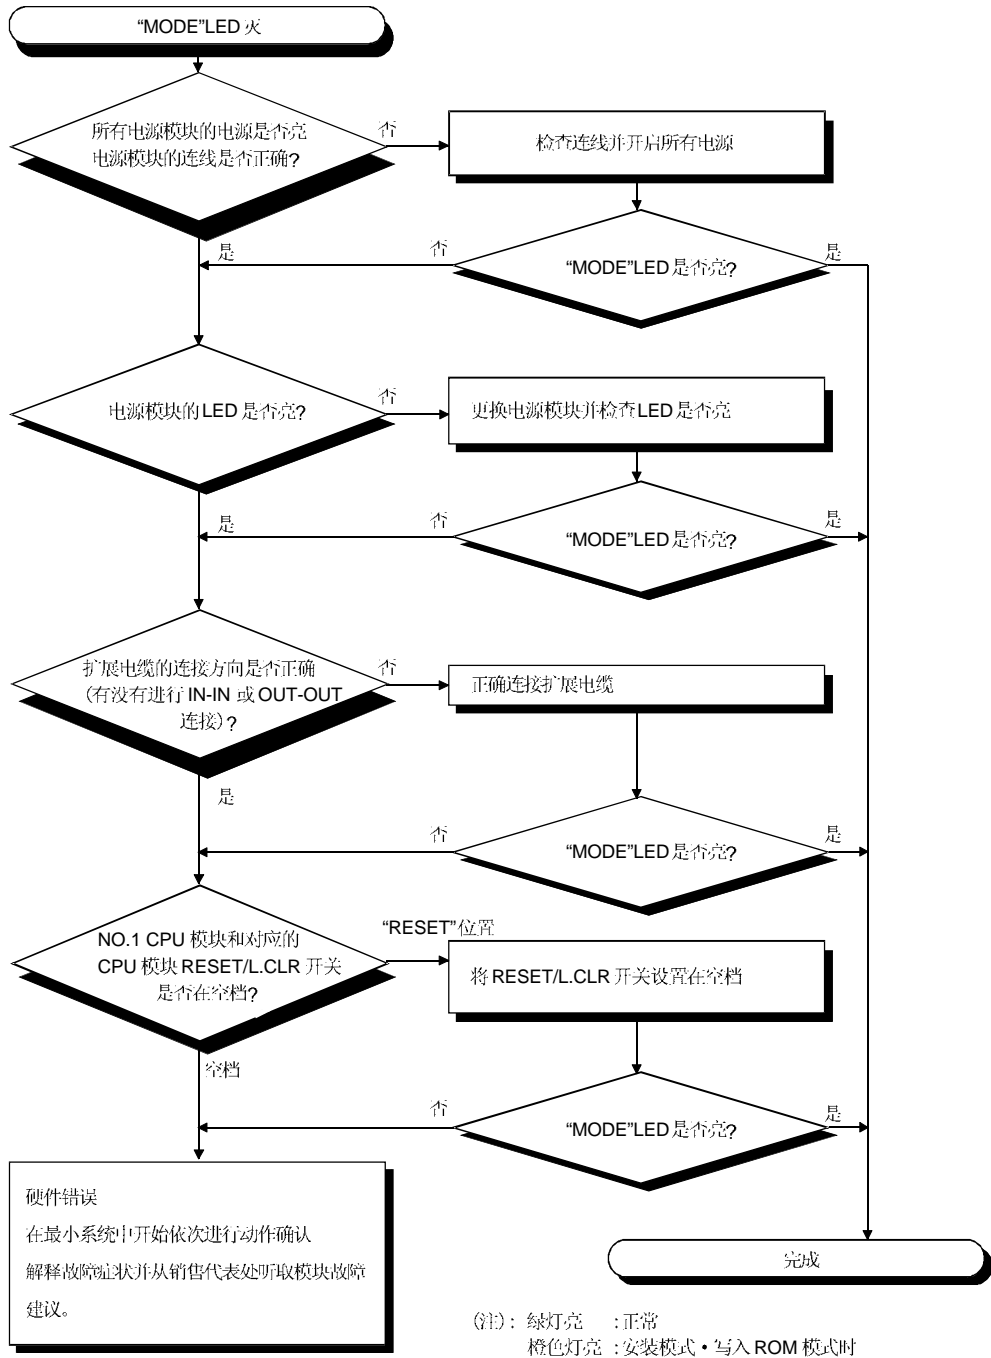 “MODE”LED 灭
所有电源模块的电源是否亮
电源模块的连线是否正确?
否
检查连线并开启所有电源
是
否
“MODE”LED 是否亮?
是
电源模块的 LED 是否亮?
否
更换电源模块并检查 LED 是否亮
是
否
“MODE”LED 是否亮?
是
扩展电缆的连接方向是否正确
(有没有进行 IN-IN 或 OUT-OUT
连接)?
否
正确连接扩展电缆
是
否
“MODE”LED 是否亮?
是
NO.1 CPU 模块和对应的
CPU 模块 RESET/L.CLR 开关
是否在空档?
“RESET”位置
将 RESET/L.CLR 开关设置在空档
空档
否
“MODE”LED 是否亮?
是
硬件错误
在最小系统中开始依次进行动作确认
解释故障症状并从销售代表处听取模块故障
建议。
完成
(注): 绿灯亮 :正常
橙色灯亮 :安装模式・写入 ROM 模式时